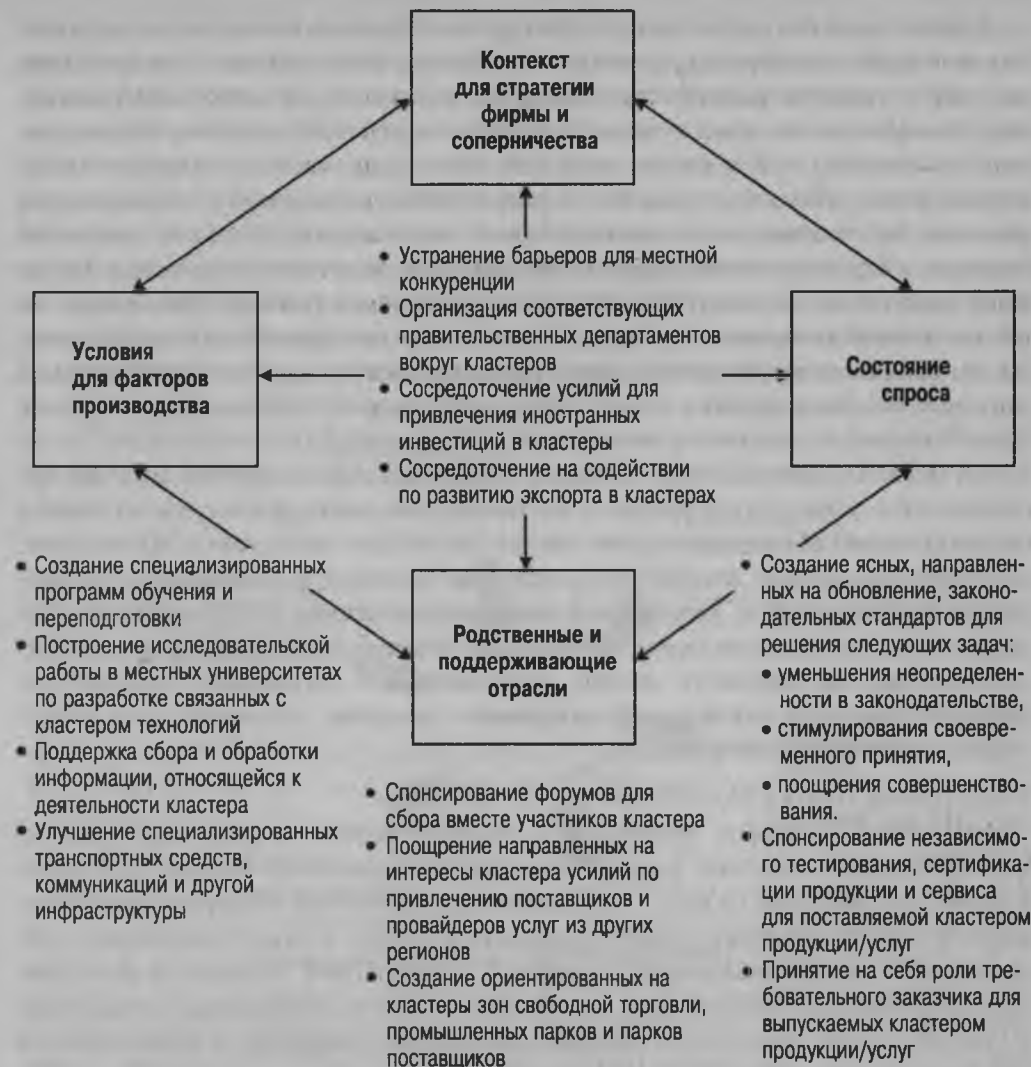 Контекст
для стратегии
фирмы и
соперничества
• Устранение барьеров для местной
конкуренции
• Организация соответствующих
правительственных департаментов
вокруг кластеров
• Сосредоточение усилий для
привлечения иностранных
инвестиций в кластеры
• Сосредоточение на содействии
по развитию экспорта в кластерах
Условия
для факторов
производства
Состояние
спроса
• Создание специализированных
программ обучения и
переподготовки
• Построение исследовательской
работы в местных университетах
по разработке связанных с
кластером технологий
• Поддержка сбора и обработки
информации, относящейся к
деятельности кластера
• Улучшение специализированных
транспортных средств,
коммуникаций и другой
инфраструктуры
Родственные и
поддерживающие
отрасли
• Спонсирование форумов для
сбора вместе участников кластера
• Поощрение направленных на
интересы кластера усилий по
привлечению поставщиков и
провайдеров услуг из других
регионов
• Создание ориентированных на
кластеры зон свободной торговли,
промышленных парков и парков
поставщиков
• Создание ясных, направлен-
ных на обновление, законо-
дательных стандартов для
решения следующих задач:
• уменьшения неопределен-
ности в законодательстве,
• стимулирования своевре-
менного принятия,
• поощрения совершенство-
вания.
• Спонсирование независимо-
го тестирования, сертифика-
ции продукции и сервиса
для поставляемой кластером
продукции/услуг
• Принятие на себя роли тре-
бовательного заказчика для
выпускаемых кластером
продукции/услуг